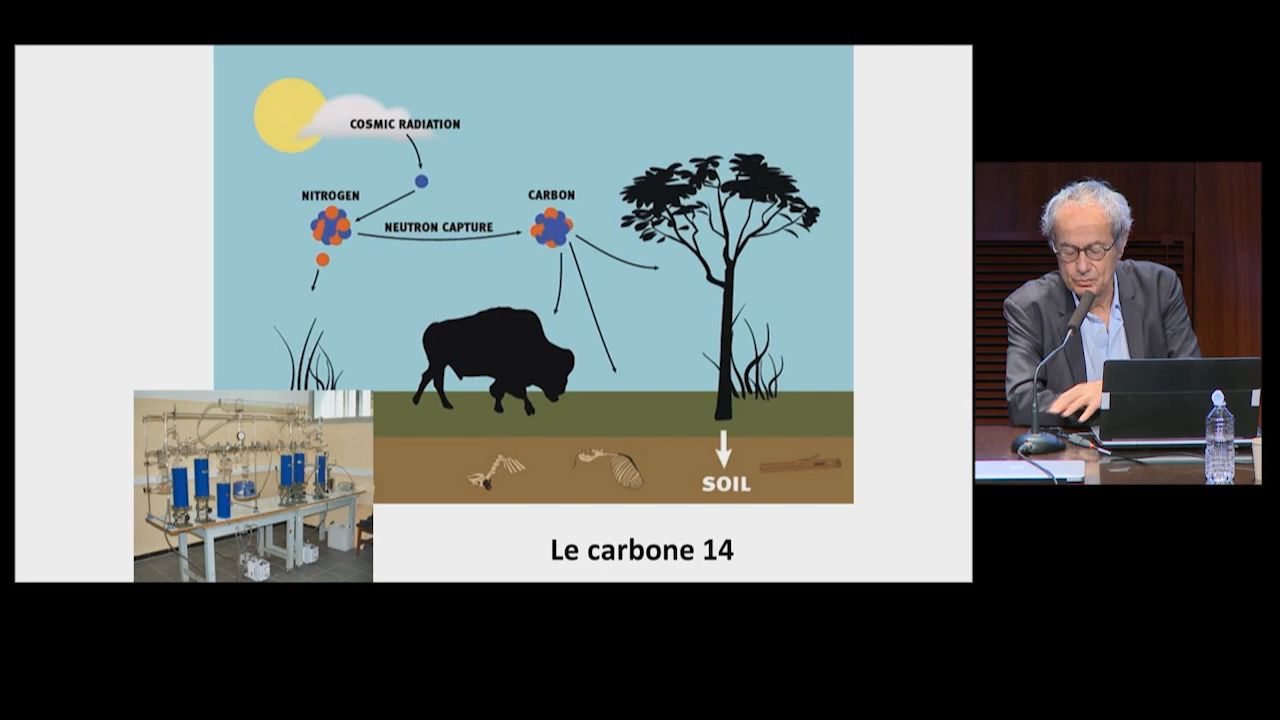 COSMIC RADIATION
NITROGEN
CARBON
NEUTRON CAPTURE
SOIL
Le carbone 14